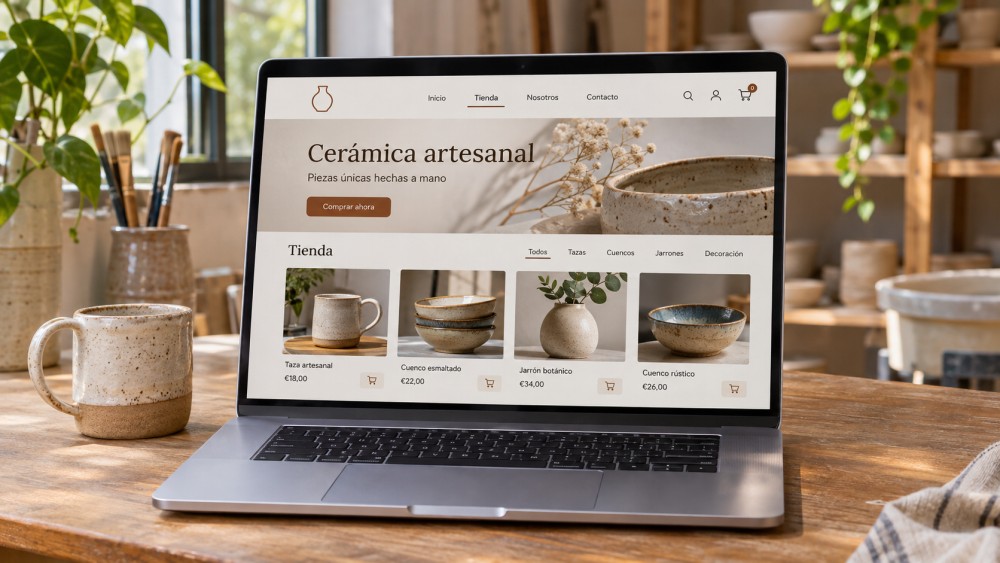 Inicio Tienda Nosotros Contacto
0
Cerámica artesanal
Piezas únicas hechas a mano
Comprar ahora
Tienda
Todos Tazas Cuencos Jarrones Decoración
Taza artesanal
€18,00
Cuenco esmaltado
€22,00
Jarrón botánico
€34,00
Cuenco rústico
€26,00